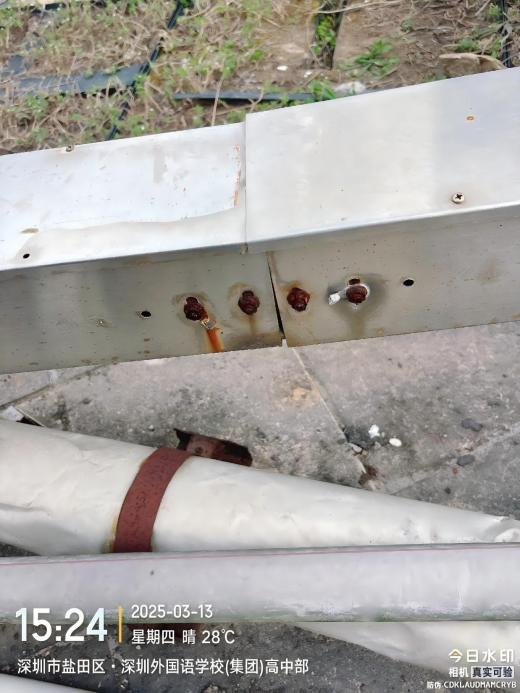 15:24
2025-03-13
星期四 晴 28℃
深圳市盐田区·深圳外国语学校(集团)高中部
今日水印
相机 真实可验
防伪 CDKLAUDMAMCRYB